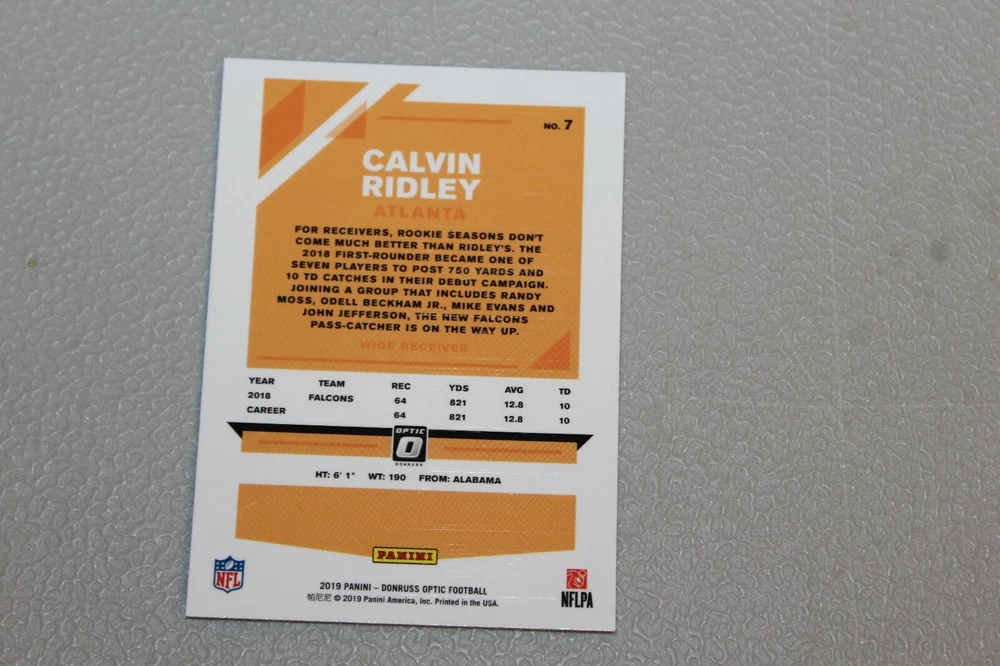 NO. 7
CALVIN
RIDLEY
ATLANTA
FOR RECEIVERS, ROOKIE SEASONS DON'T
COME MUCH BETTER THAN RIDLEY'S. THE
2018 FIRST-ROUNDER BECAME ONE OF
SEVEN PLAYERS TO POST 750 YARDS AND
10 TD CATCHES IN THEIR DEBUT CAMPAIGN.
JOINING A GROUP THAT INCLUDES RANDY
MOSS, ODELL BECKHAM JR., MIKE EVANS AND
JOHN JEFFERSON, THE NEW FALCONS
PASS-CATCHER IS ON THE WAY UP.
WIDE RECEIVER
YEAR TEAM REC YDS AVG TD
2018 FALCONS 64 821 12.8 10
CAREER 64 821 12.8 10
OPTIC
O
DONRUSS
HT: 6' 1" WT: 190 FROM: ALABAMA
PANINI
NFL
NFLPA
2019 PANINI – DONRUSS OPTIC FOOTBALL
帕尼尼 © 2019 Panini America, Inc. Printed in the USA.